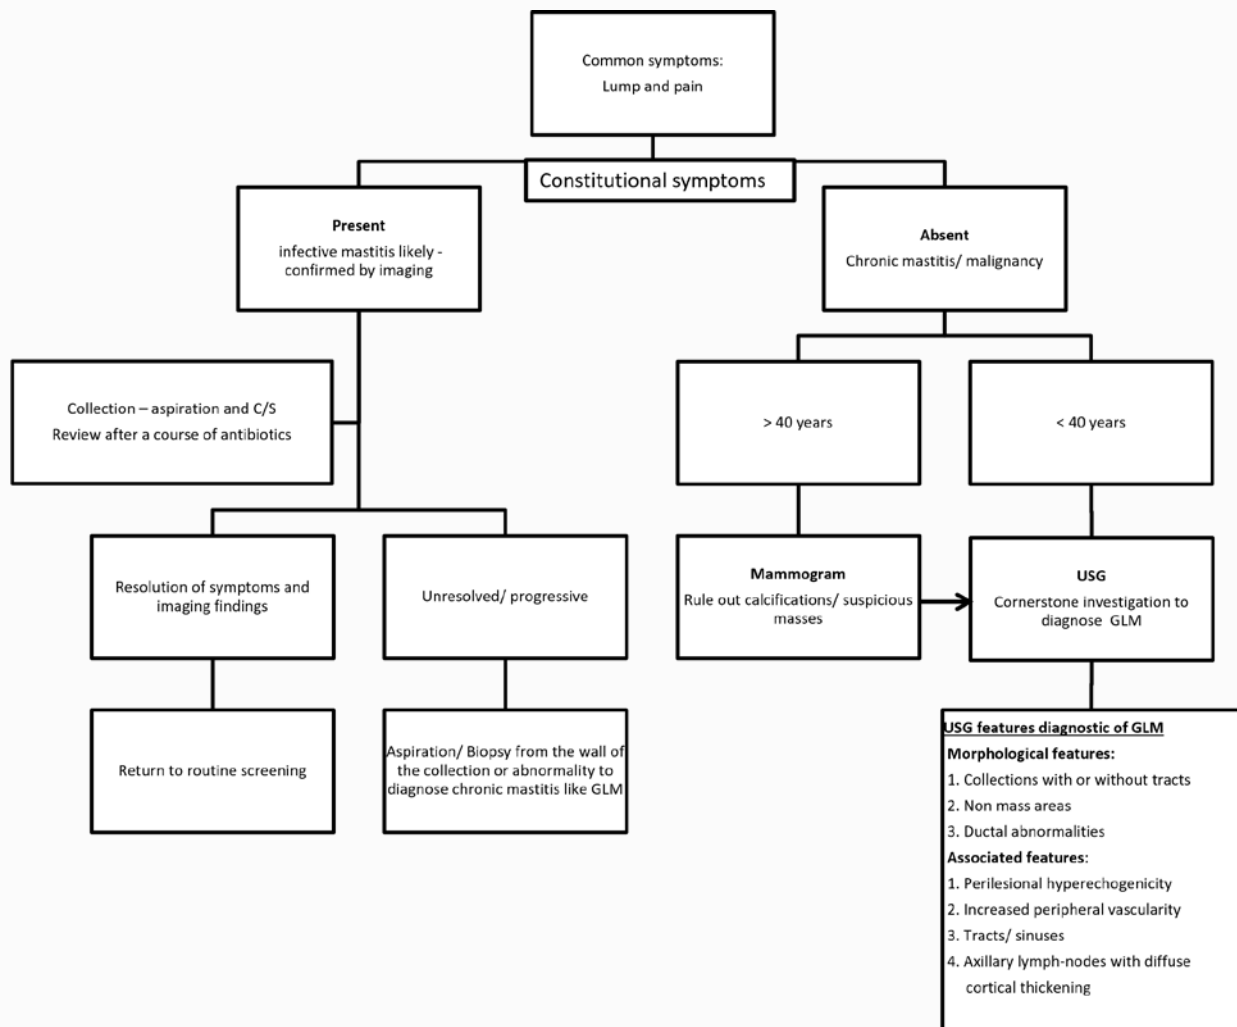 Common symptoms:
Lump and pain
Constitutional symptoms
Present
infective mastitis likely -
confirmed by imaging
Absent
Chronic mastitis/ malignancy
Collection – aspiration and C/S
Review after a course of antibiotics
> 40 years
< 40 years
Resolution of symptoms and
imaging findings
Unresolved/ progressive
Mammogram
Rule out calcifications/ suspicious
masses
USG
Cornerstone investigation to
diagnose GLM
Return to routine screening
Aspiration/ Biopsy from the wall of
the collection or abnormality to
diagnose chronic mastitis like GLM
USG features diagnostic of GLM
Morphological features:
1. Collections with or without tracts
2. Non mass areas
3. Ductal abnormalities
Associated features:
1. Perilesional hyperechogenicity
2. Increased peripheral vascularity
3. Tracts/ sinuses
4. Axillary lymph-nodes with diffuse
cortical thickening